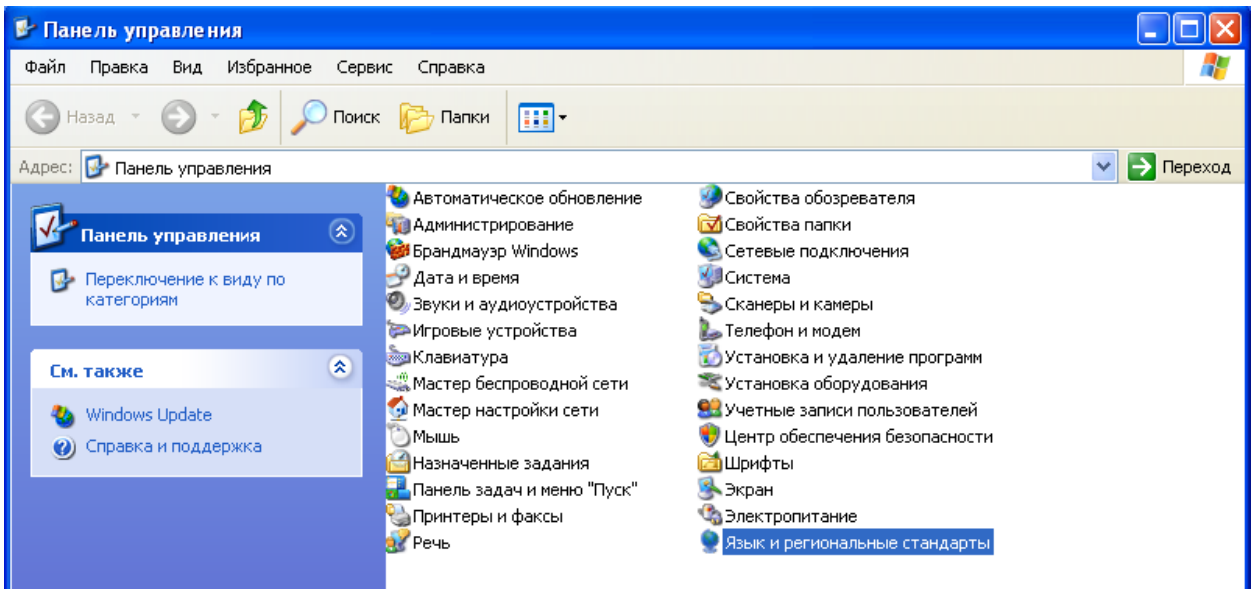 Панель управления
Файл Правка Вид Избранное Сервис Справка
Назад Поиск Папки
Адрес: Панель управления Переход
Панель управления
Переключение к виду по
категориям
См. также
Windows Update
Справка и поддержка
Автоматическое обновление
Администрирование
Брандмауэр Windows
Дата и время
Звуки и аудиоустройства
Игровые устройства
Клавиатура
Мастер беспроводной сети
Мастер настройки сети
Мышь
Назначенные задания
Панель задач и меню "Пуск"
Принтеры и факсы
Речь
Свойства обозревателя
Свойства папки
Сетевые подключения
Система
Сканеры и камеры
Телефон и модем
Установка и удаление программ
Установка оборудования
Учетные записи пользователей
Центр обеспечения безопасности
Шрифты
Экран
Электропитание
Язык и региональные стандарты